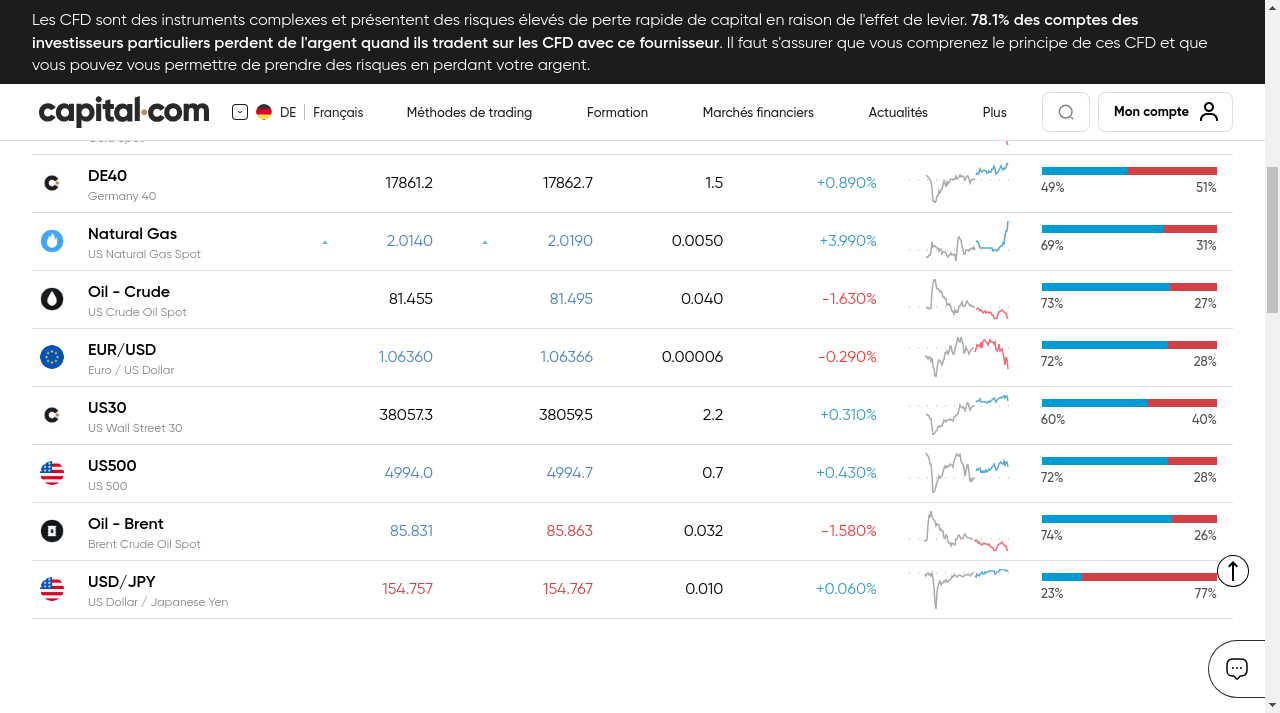 Les CFD sont des instruments complexes et présentent des risques élevés de perte rapide de capital en raison de l'effet de levier. 78.1% des comptes des
investisseurs particuliers perdent de l'argent quand ils tradent sur les CFD avec ce fournisseur. Il faut s'assurer que vous comprenez le principe de ces CFD et que
vous pouvez vous permettre de prendre des risques en perdant votre argent.
capital.com DE Français Méthodes de trading Formation Marchés financiers Actualités Plus Mon compte
DE40 17861.2 17862.7 1.5 +0.890%
Germany 40 49% 51%
Natural Gas 2.0140 2.0190 0.0050 +3.990%
US Natural Gas Spot 69% 31%
Oil - Crude 81.455 81.495 0.040 -1.630%
US Crude Oil Spot 73% 27%
EUR/USD 1.06360 1.06366 0.00006 -0.290%
Euro / US Dollar 72% 28%
US30 38057.3 38059.5 2.2 +0.310%
US Wall Street 30 60% 40%
US500 4994.0 4994.7 0.7 +0.430%
US 500 72% 28%
Oil - Brent 85.831 85.863 0.032 -1.580%
Brent Crude Oil Spot 74% 26%
USD/JPY 154.757 154.767 0.010 +0.060%
US Dollar / Japanese Yen 23% 77%